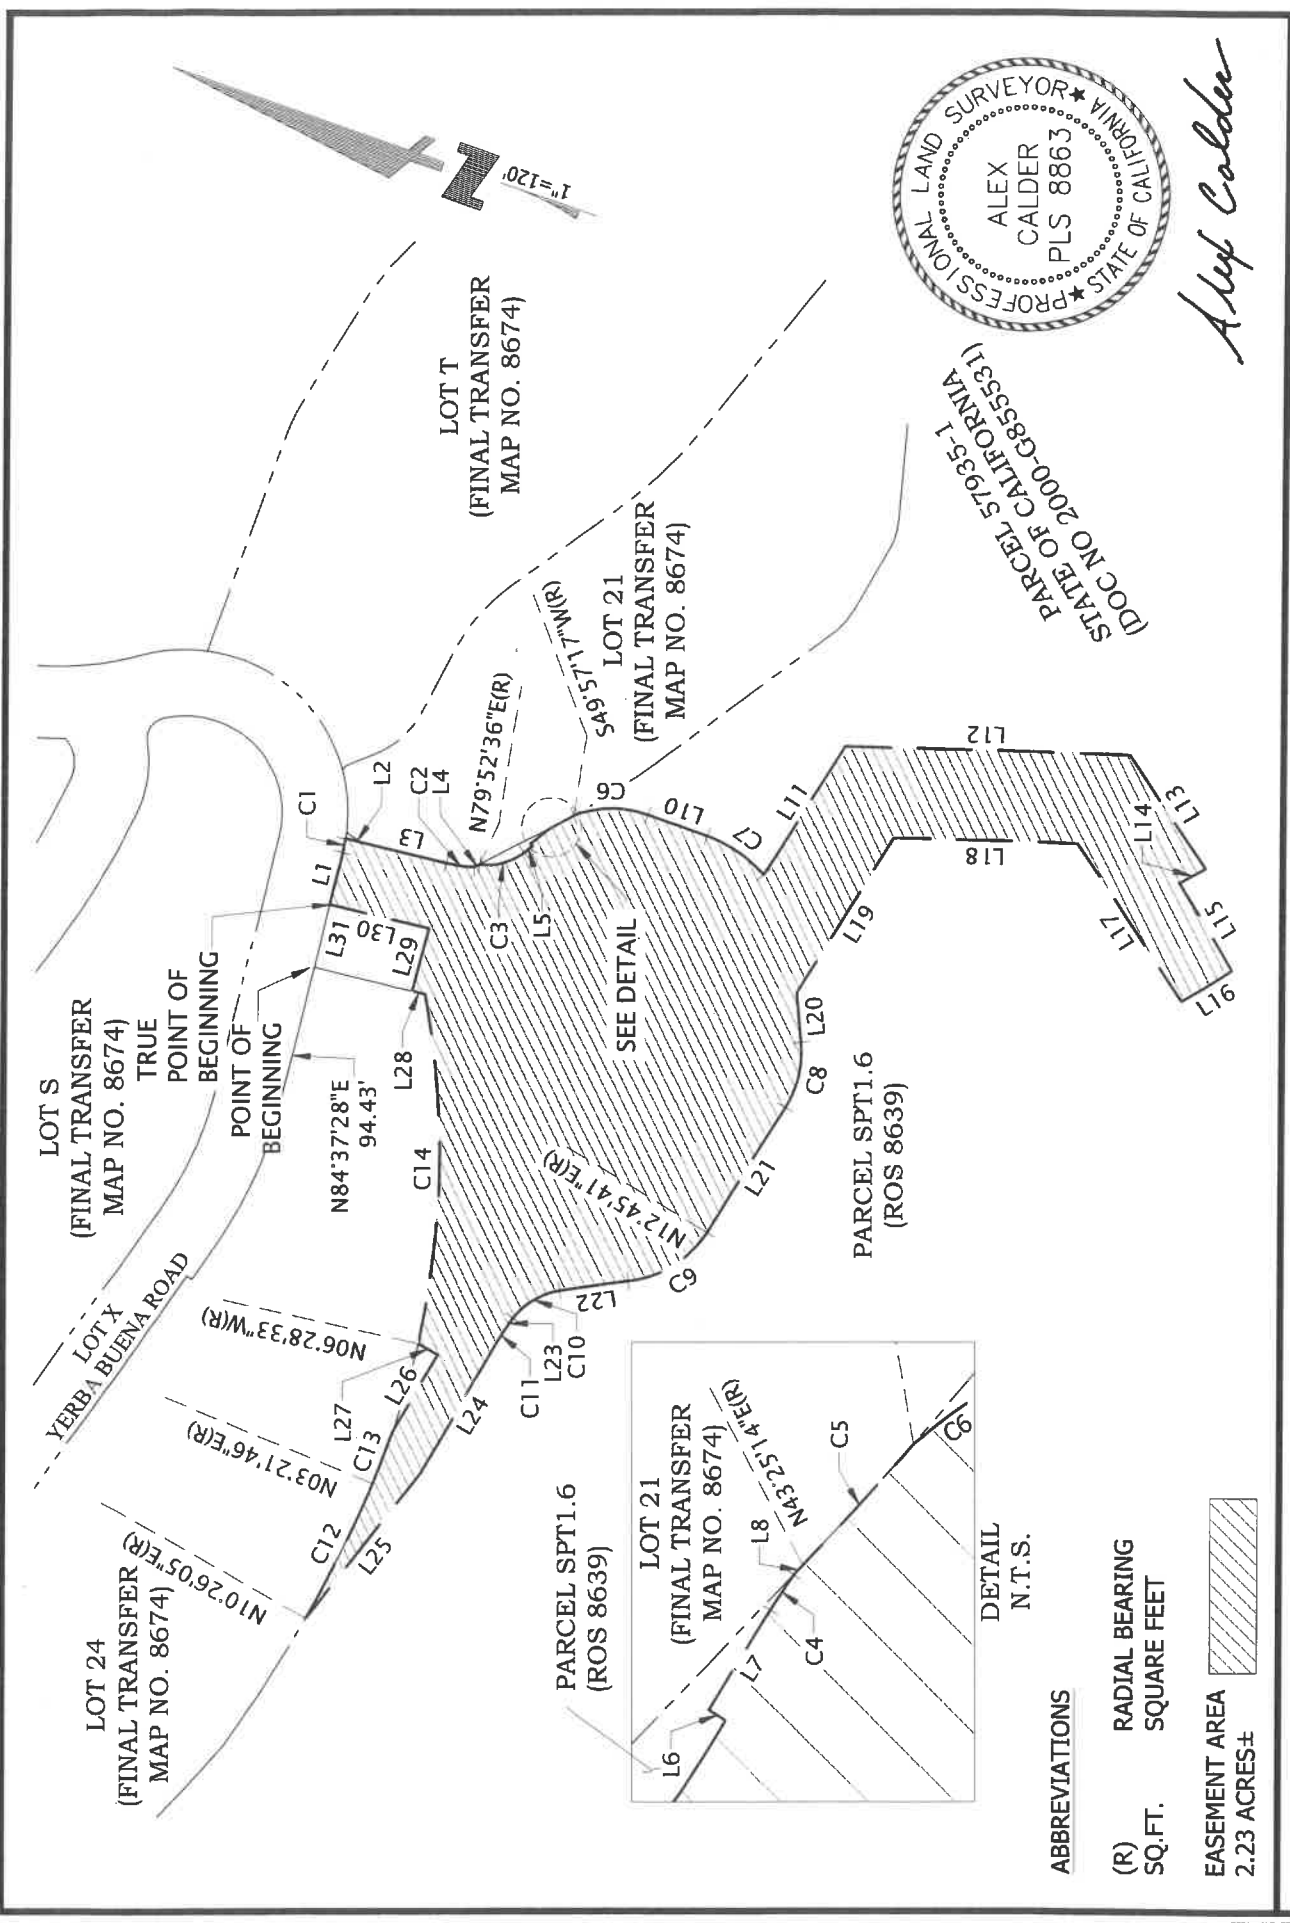 LOT 24
(FINAL TRANSFER
MAP NO. 8674)
LOT X
YERBA BUENA ROAD
LOT S
(FINAL TRANSFER
MAP NO. 8674)
TRUE
POINT OF
BEGINNING
POINT OF
BEGINNING
N84°37'28"E
94.43'
N10°26'05"E(R)
N03°21'46"E(R)
N06°28'33"W(R)
C12
C13
L25
L24
L26
L27
C14
L28
L29
L30
L31
L1
C1
L2
L3
C2
L4
C3
L5
N79°52'36"E(R)
S49°57'17"W(R)
LOT T
(FINAL TRANSFER
MAP NO. 8674)
1"=120'
LOT 21
(FINAL TRANSFER
MAP NO. 8674)
C6
L10
C7
L11
L12
L13
L14
L15
L16
L17
L18
L19
L20
C8
L21
N12°45'41"E(R)
C9
L22
C10
L23
C11
SEE DETAIL
PARCEL SPT1.6
(ROS 8639)
PARCEL SPT1.6
(ROS 8639)
PARCEL 57935-1
STATE OF CALIFORNIA
(DOC NO 2000-G855531)
LOT 21
(FINAL TRANSFER
MAP NO. 8674)
N43°25'14"E(R)
L6
L7
C4
L8
C5
C6
DETAIL
N.T.S.
ABBREVIATIONS
(R) RADIAL BEARING
SQ.FT. SQUARE FEET
EASEMENT AREA
2.23 ACRES±
PROFESSIONAL LAND SURVEYOR
STATE OF CALIFORNIA
ALEX
CALDER
PLS 8863
Alex Calder